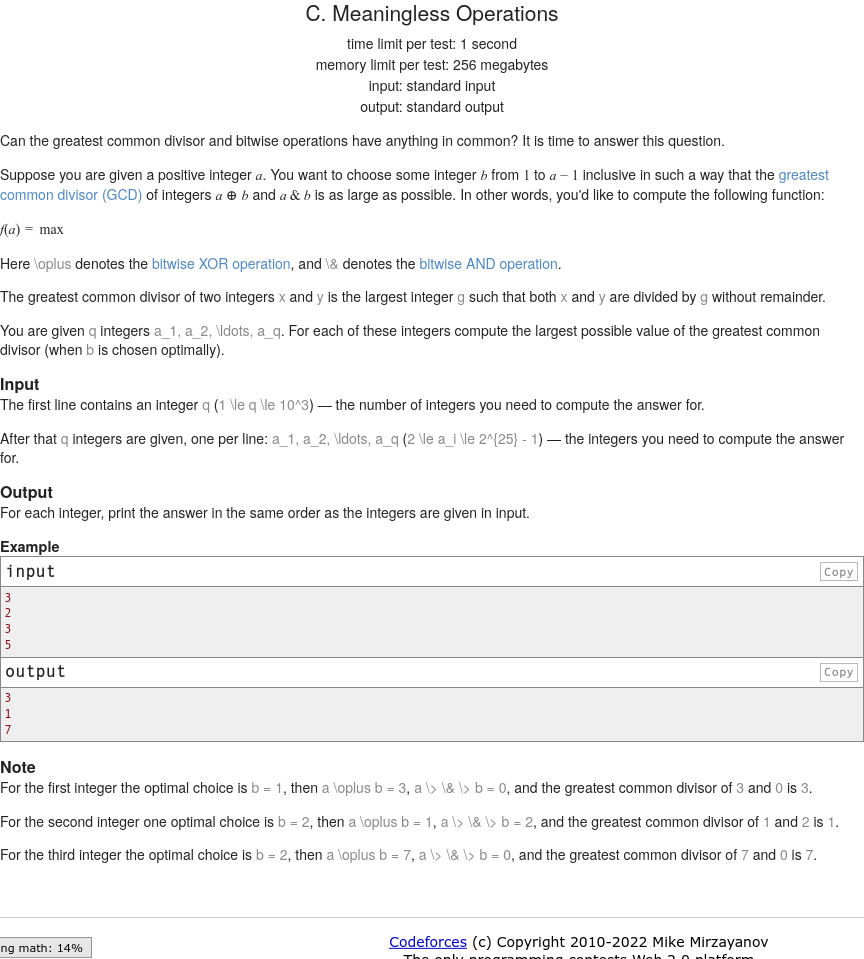 C. Meaningless Operations
time limit per test: 1 second
memory limit per test: 256 megabytes
input: standard input
output: standard output
Can the greatest common divisor and bitwise operations have anything in common? It is time to answer this question.
Suppose you are given a positive integer a. You want to choose some integer b from 1 to a − 1 inclusive in such a way that the greatest
common divisor (GCD) of integers a ⊕ b and a & b is as large as possible. In other words, you'd like to compute the following function:
f(a) = max
Here \oplus denotes the bitwise XOR operation, and \& denotes the bitwise AND operation.
The greatest common divisor of two integers x and y is the largest integer g such that both x and y are divided by g without remainder.
You are given q integers a_1, a_2, \ldots, a_q. For each of these integers compute the largest possible value of the greatest common
divisor (when b is chosen optimally).
Input
The first line contains an integer q (1 \le q \le 10^3) — the number of integers you need to compute the answer for.
After that q integers are given, one per line: a_1, a_2, \ldots, a_q (2 \le a_i \le 2^{25} - 1) — the integers you need to compute the answer
for.
Output
For each integer, print the answer in the same order as the integers are given in input.
Example
input
Copy
3
2
3
5
output
Copy
3
1
7
Note
For the first integer the optimal choice is b = 1, then a \oplus b = 3, a \> \& \> b = 0, and the greatest common divisor of 3 and 0 is 3.
For the second integer one optimal choice is b = 2, then a \oplus b = 1, a \> \& \> b = 2, and the greatest common divisor of 1 and 2 is 1.
For the third integer the optimal choice is b = 2, then a \oplus b = 7, a \> \& \> b = 0, and the greatest common divisor of 7 and 0 is 7.
ng math: 14%
Codeforces (c) Copyright 2010-2022 Mike Mirzayanov
The only programming contests Web 2.0 platform